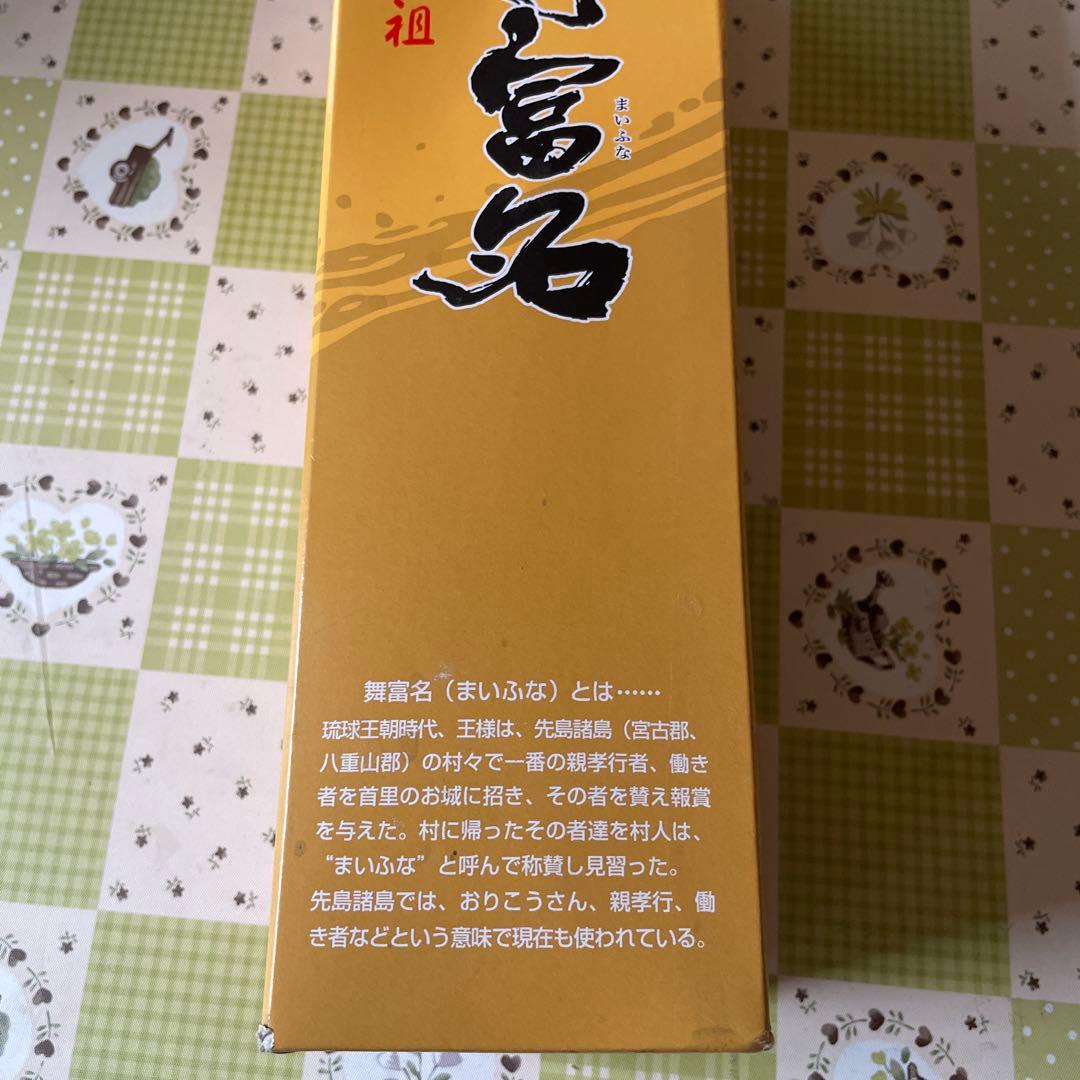 祖
富名
まいふな
舞富名（まいふな）とは……
琉球王朝時代、王様は、先島諸島（宮古郡、
八重山郡）の村々で一番の親孝行者、働き
者を首里のお城に招き、その者を賛え報賞
を与えた。村に帰ったその者達を村人は、
“まいふな”と呼んで称賛し見習った。
先島諸島では、おりこうさん、親孝行、働
き者などという意味で現在も使われている。